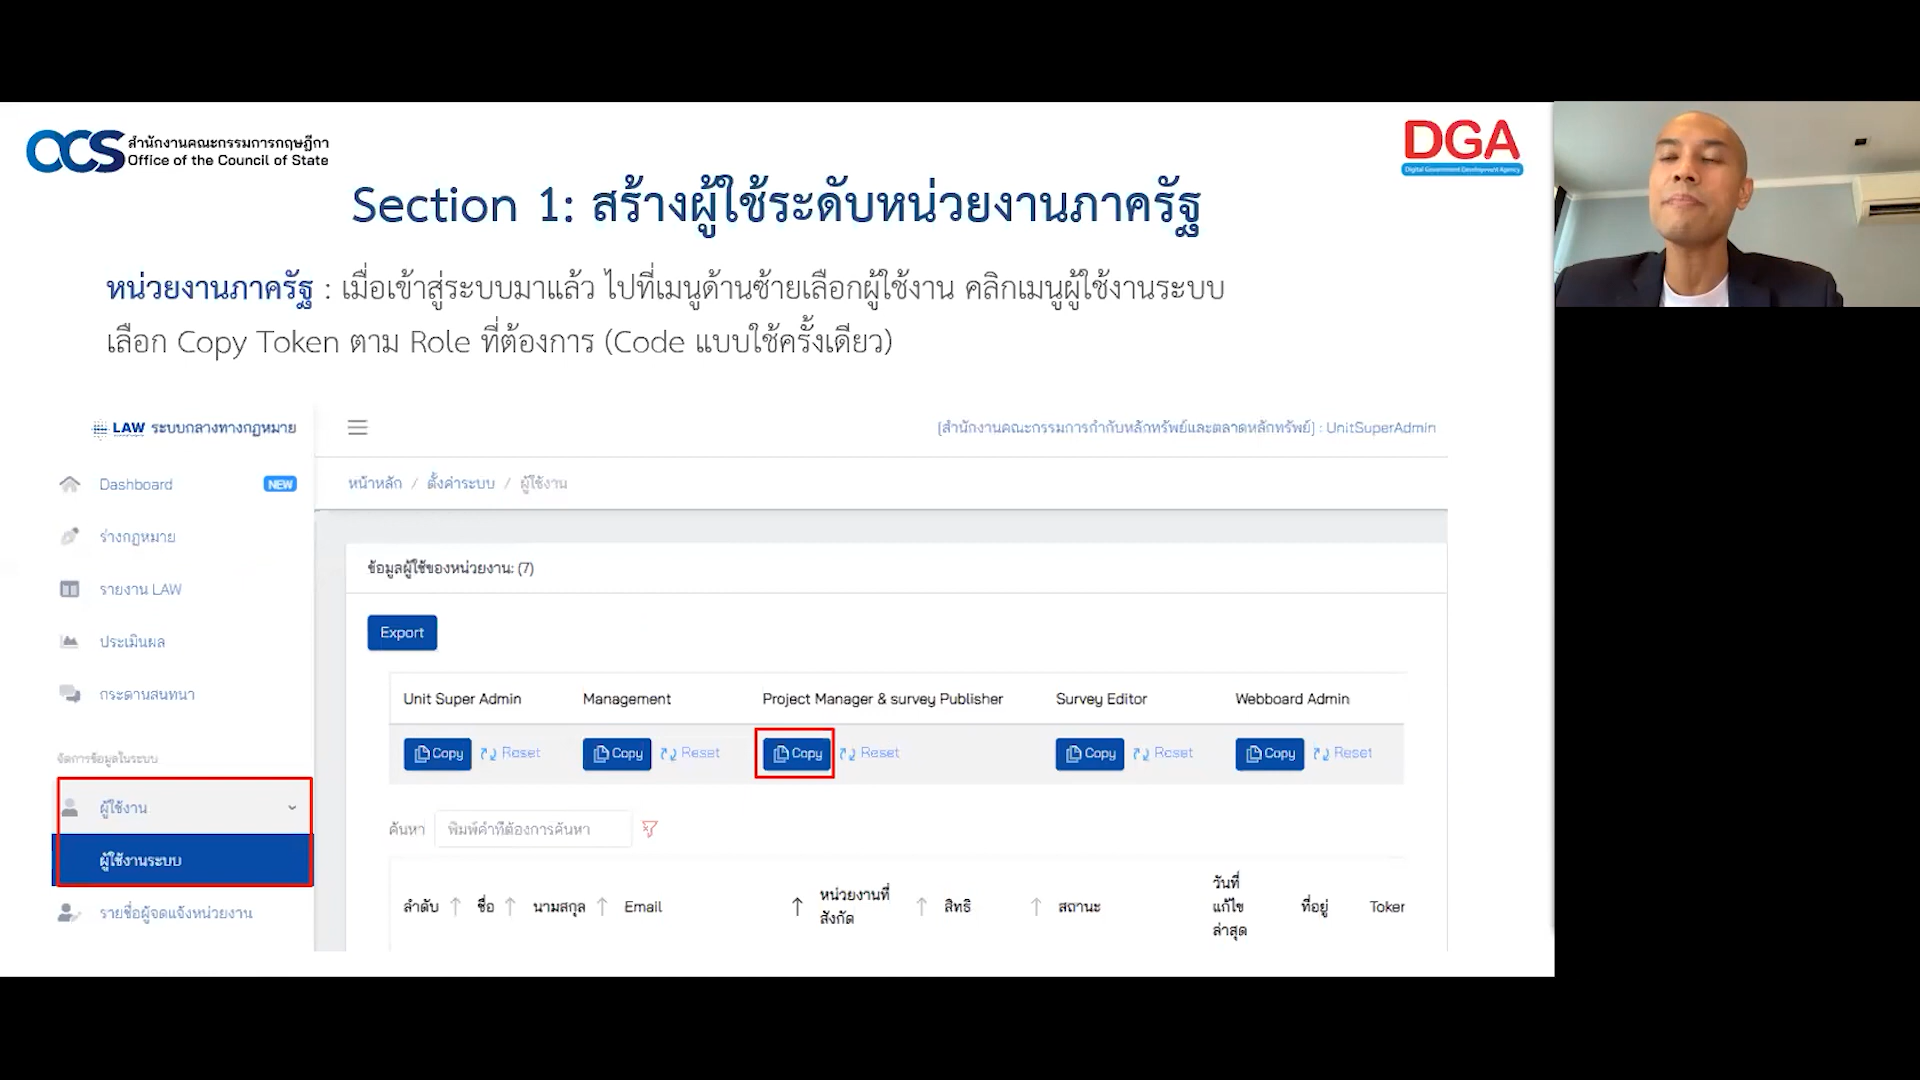 OCS สำนักงานคณะกรรมการกฤษฎีกา
Office of the Council of State
DGA
Digital Government Development Agency
Section 1: สร้างผู้ใช้ระดับหน่วยงานภาครัฐ
หน่วยงานภาครัฐ : เมื่อเข้าสู่ระบบมาแล้ว ไปที่เมนูด้านซ้ายเลือกผู้ใช้งาน คลิกเมนูผู้ใช้งานระบบ
เลือก Copy Token ตาม Role ที่ต้องการ (Code แบบใช้ครั้งเดียว)
LAW ระบบกลางทางกฎหมาย
[สำนักงานคณะกรรมการกำกับหลักทรัพย์และตลาดหลักทรัพย์] : UnitSuperAdmin
Dashboard NEW
ร่างกฎหมาย
รายงาน LAW
ประเมินผล
กระดานสนทนา
จัดการข้อมูลในระบบ
ผู้ใช้งาน
ผู้ใช้งานระบบ
รายชื่อผู้จดแจ้งหน่วยงาน
หน้าหลัก / ตั้งค่าระบบ / ผู้ใช้งาน
ข้อมูลผู้ใช้ของหน่วยงาน: (7)
Export
Unit Super Admin Management Project Manager & survey Publisher Survey Editor Webboard Admin
Copy Reset Copy Reset Copy Reset Copy Reset Copy Reset
ค้นหา พิมพ์คำที่ต้องการค้นหา
ลำดับ ชื่อ นามสกุล Email หน่วยงานที่สังกัด สิทธิ สถานะ วันที่แก้ไขล่าสุด ที่อยู่ Token